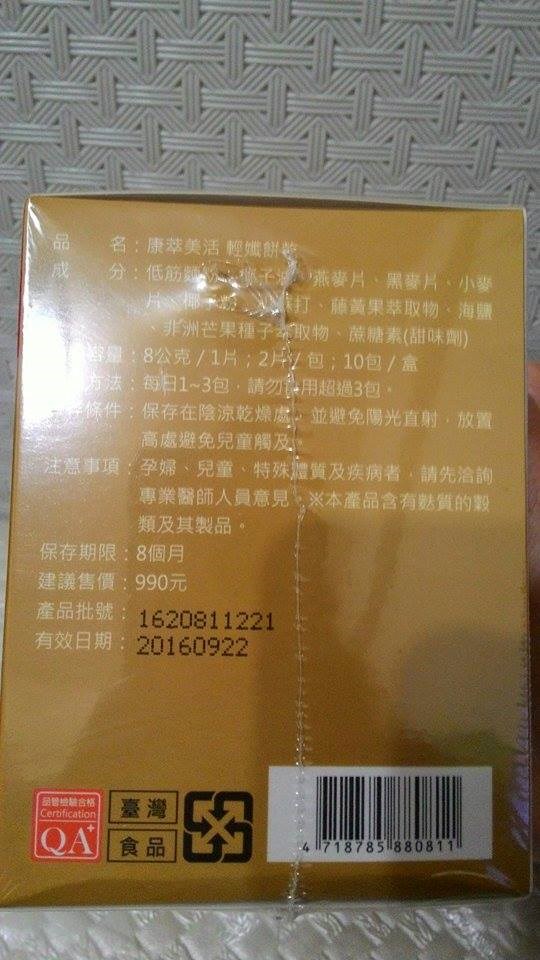 品　　名：康萃美活 輕孅餅乾
成　　分：低筋麵粉、椰子油、燕麥片、黑麥片、小麥
片、椰子、打、藤黃果萃取物、海鹽
、非洲芒果種子萃取物、蔗糖素(甜味劑)
容量：8公克／1片；2片／包；10包／盒
方法：每日1~3包，請勿食用超過3包。
保存條件：保存在陰涼乾燥處，並避免陽光直射，放置
高處避免兒童觸及。
注意事項：孕婦、兒童、特殊體質及疾病者，請先洽詢
專業醫師人員意見。※本產品含有麩質的穀
類及其製品。
保存期限：8個月
建議售價：990元
產品批號：1620811221
有效日期：20160922
品管檢驗合格
Certification
QA+
臺灣
食品
4 718785 880811